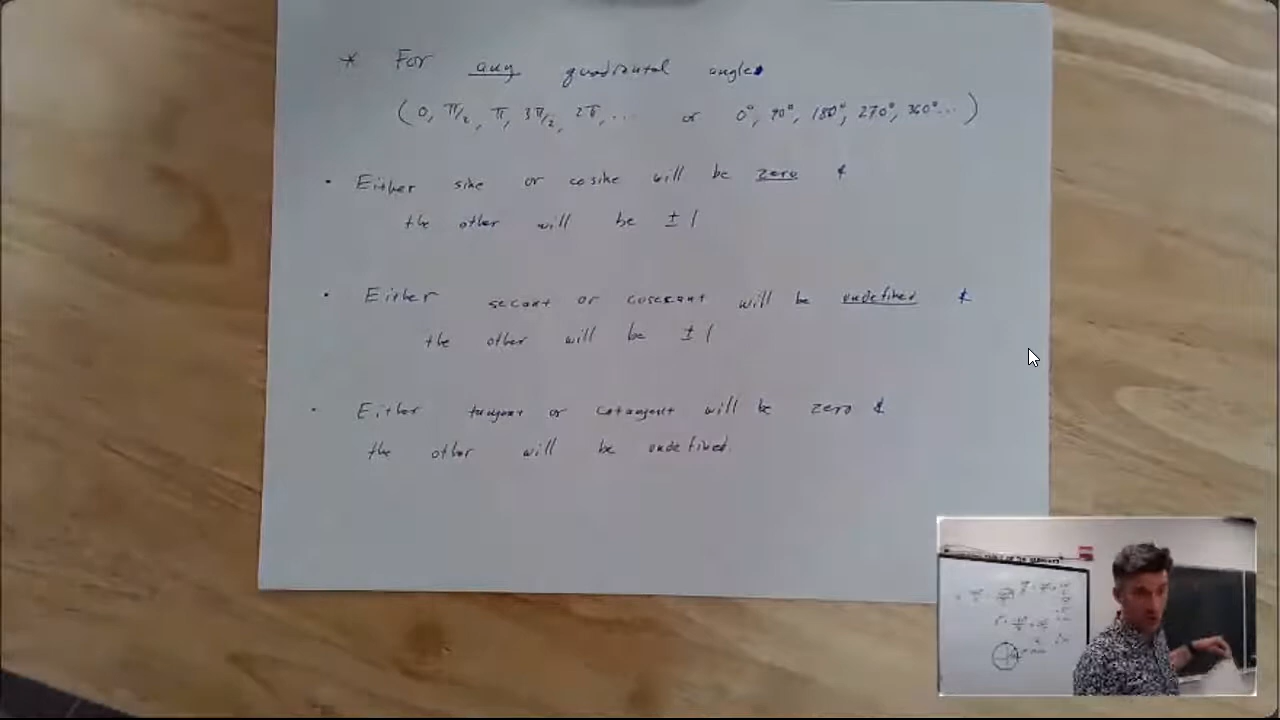 * For any quadrantal angle
(0, π/2, π, 3π/2, 2π, ... or 0°, 90°, 180°, 270°, 360°... )
• Either sine or cosine will be zero &
the other will be ± 1
• Either secant or cosecant will be undefined &
the other will be ± 1
• Either tangent or cotangent will be zero &
the other will be undefined.